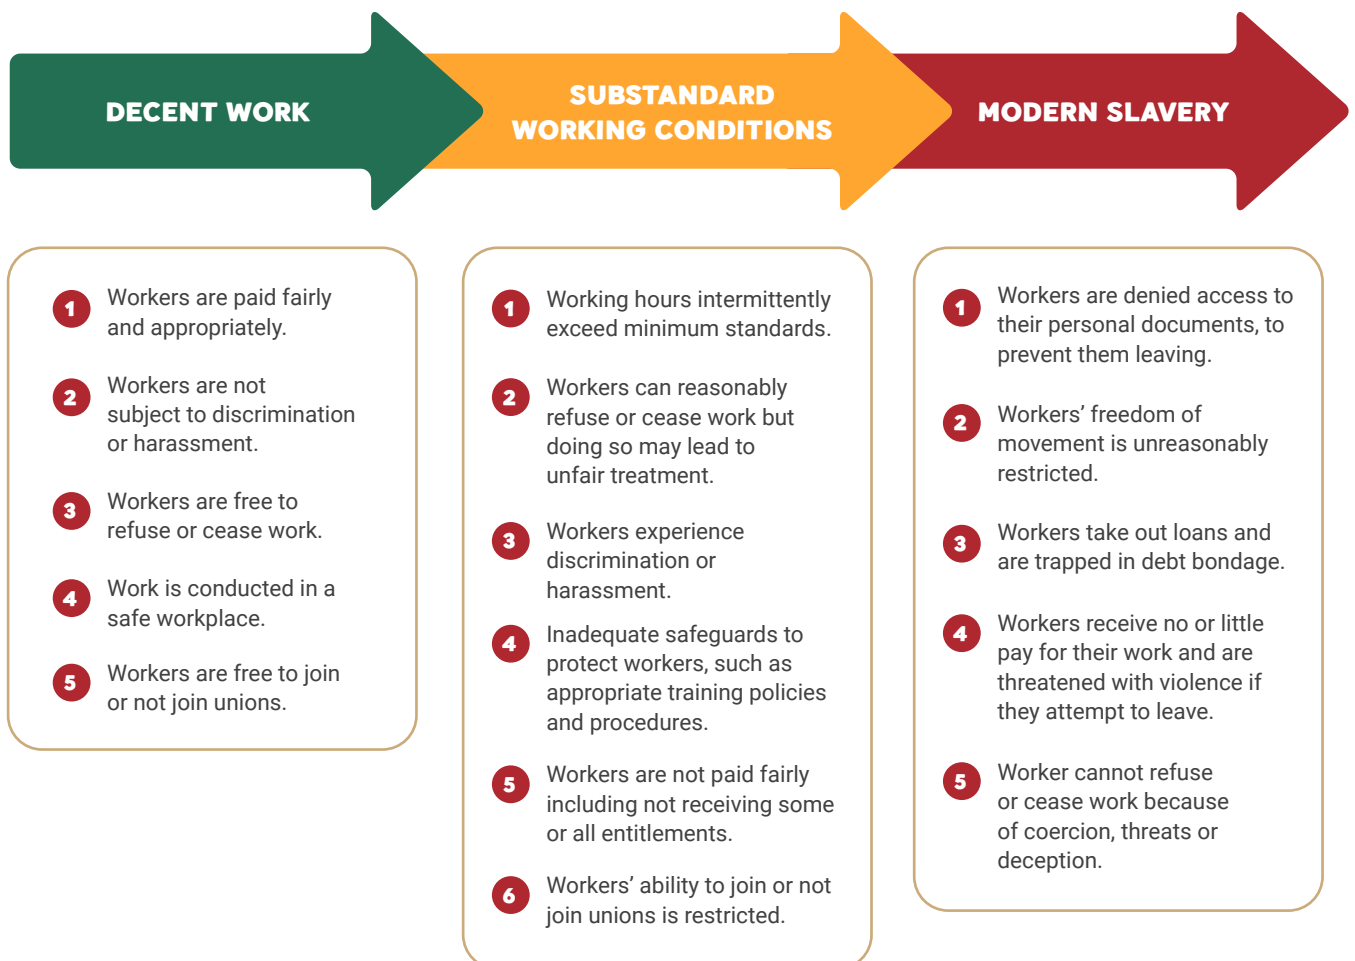 DECENT WORK
SUBSTANDARD
WORKING CONDITIONS
MODERN SLAVERY
1 Workers are paid fairly
and appropriately.
2 Workers are not
subject to discrimination
or harassment.
3 Workers are free to
refuse or cease work.
4 Work is conducted in a
safe workplace.
5 Workers are free to join
or not join unions.
1 Working hours intermittently
exceed minimum standards.
2 Workers can reasonably
refuse or cease work but
doing so may lead to
unfair treatment.
3 Workers experience
discrimination or
harassment.
4 Inadequate safeguards to
protect workers, such as
appropriate training policies
and procedures.
5 Workers are not paid fairly
including not receiving some
or all entitlements.
6 Workers’ ability to join or not
join unions is restricted.
1 Workers are denied access to
their personal documents, to
prevent them leaving.
2 Workers’ freedom of
movement is unreasonably
restricted.
3 Workers take out loans and
are trapped in debt bondage.
4 Workers receive no or little
pay for their work and are
threatened with violence if
they attempt to leave.
5 Worker cannot refuse
or cease work because
of coercion, threats or
deception.